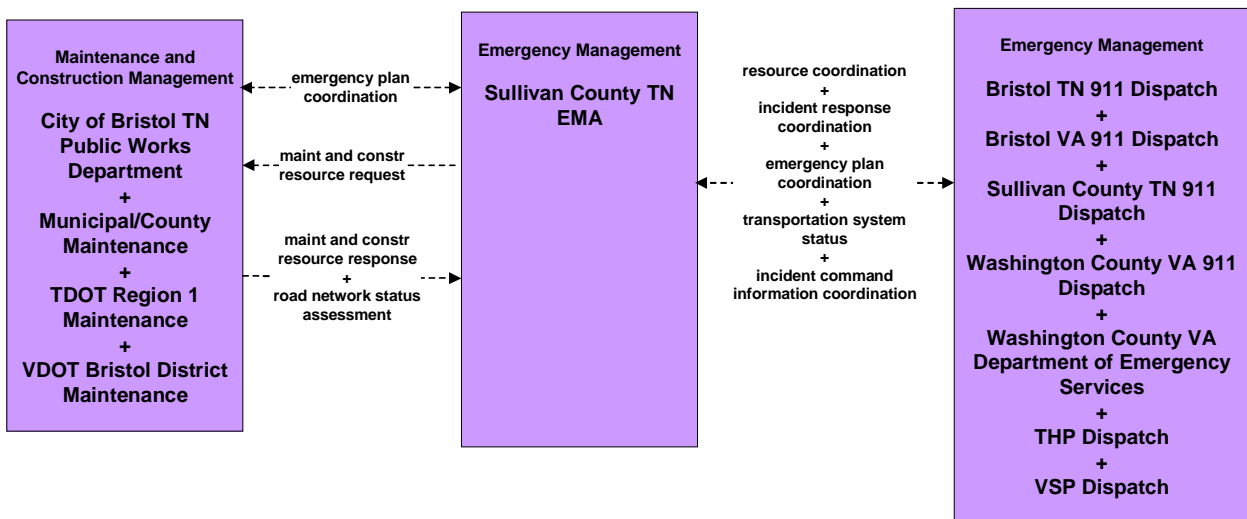 Maintenance and
Construction Management
City of Bristol TN
Public Works
Department
+
Municipal/County
Maintenance
+
TDOT Region 1
Maintenance
+
VDOT Bristol District
Maintenance
emergency plan
coordination
maint and constr
resource request
maint and constr
resource response
+
road network status
assessment
Emergency Management
Sullivan County TN
EMA
resource coordination
+
incident response
coordination
+
emergency plan
coordination
+
transportation system
status
+
incident command
information coordination
Emergency Management
Bristol TN 911 Dispatch
+
Bristol VA 911 Dispatch
+
Sullivan County TN 911
Dispatch
+
Washington County VA 911
Dispatch
+
Washington County VA
Department of Emergency
Services
+
THP Dispatch
+
VSP Dispatch